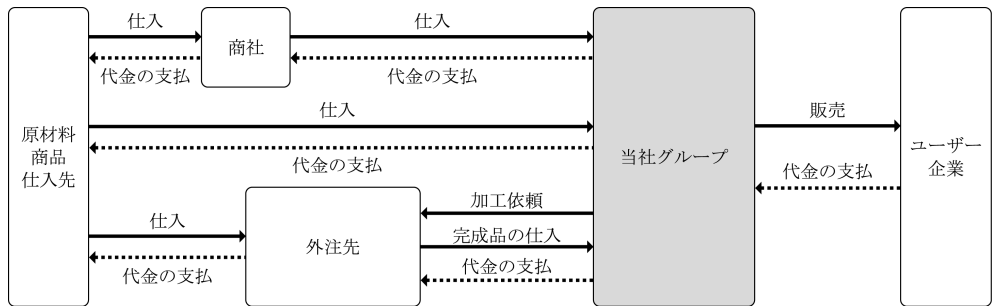 仕入
仕入
商社
代金の支払
代金の支払
仕入
販売
原材料
商品
仕入先
代金の支払
当社グループ
ユーザー
企業
代金の支払
仕入
加工依頼
外注先
完成品の仕入
代金の支払
代金の支払